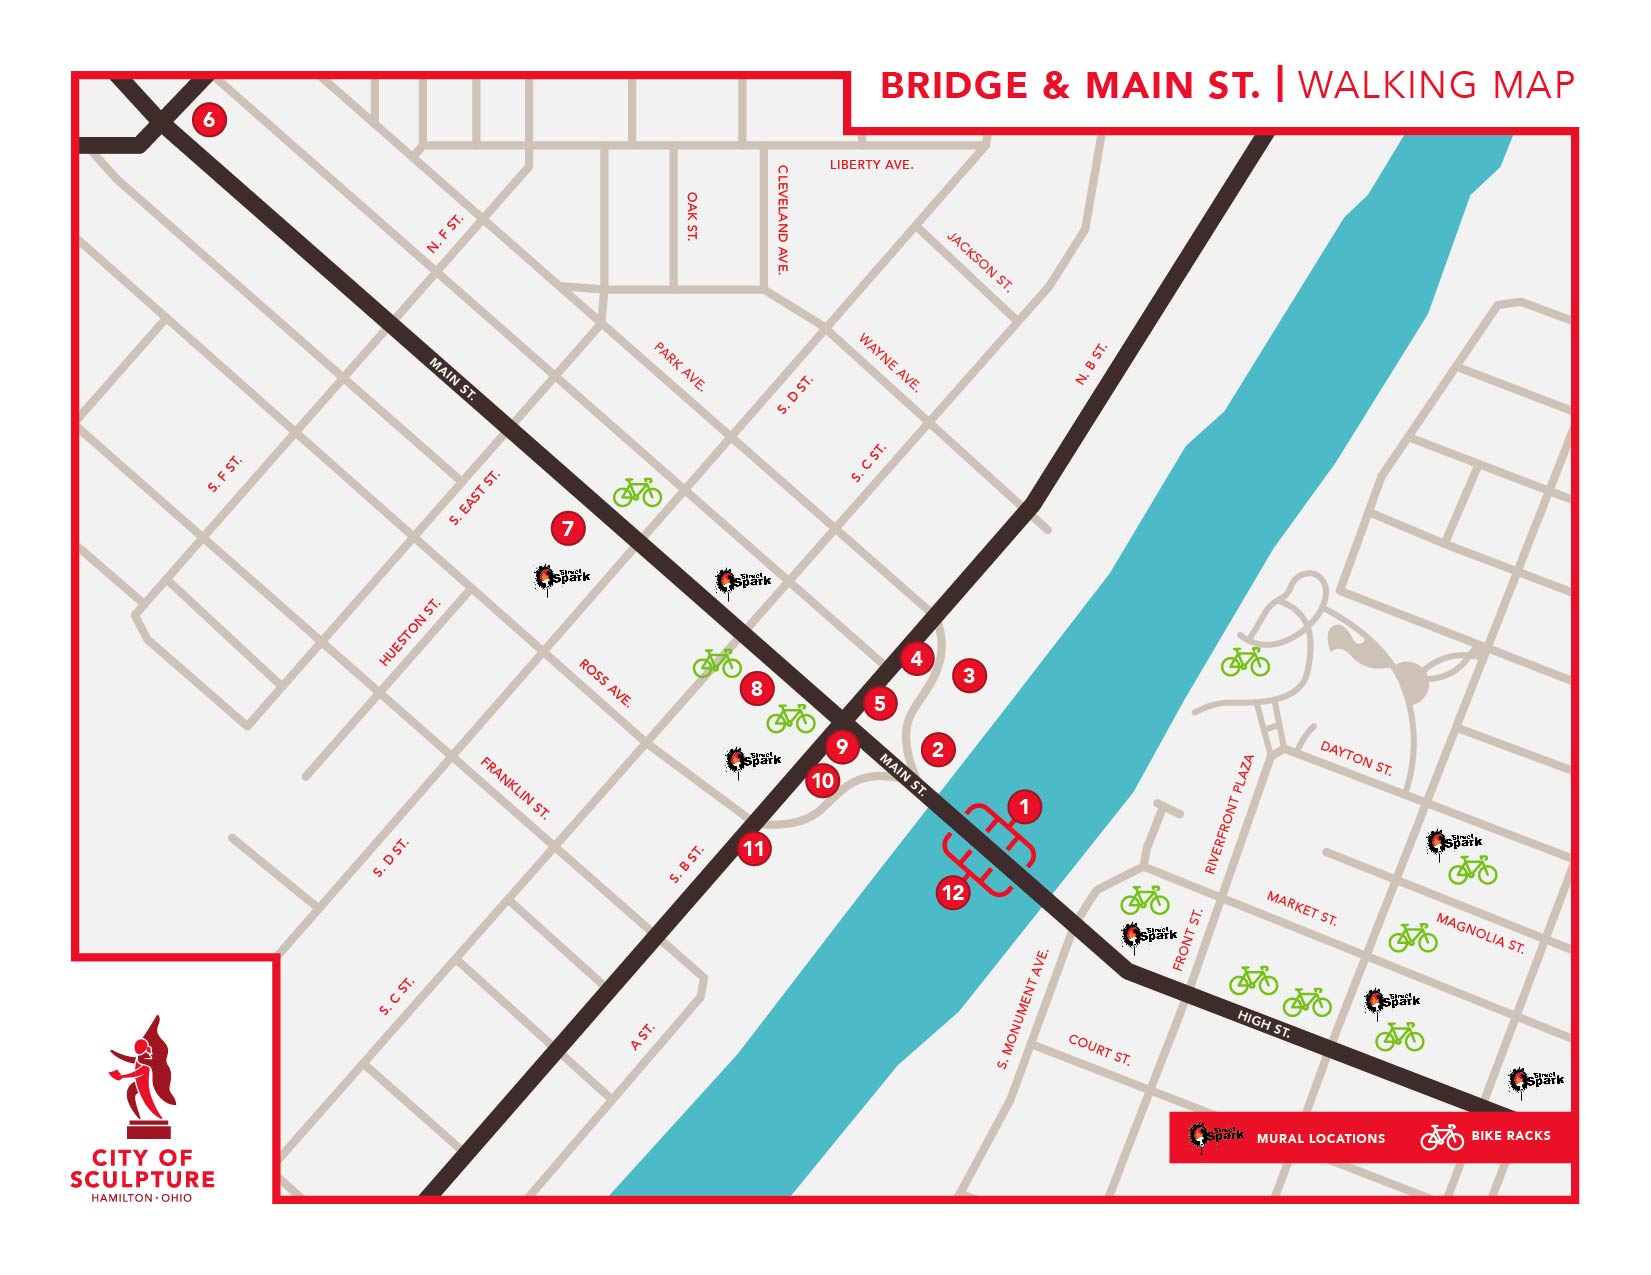 BRIDGE & MAIN ST. | WALKING MAP
6
LIBERTY AVE.
OAK ST.
CLEVELAND AVE.
N. F ST.
JACKSON ST.
PARK AVE.
WAYNE AVE.
N. B ST.
MAIN ST.
S. D ST.
S. C ST.
S. F ST.
S. EAST ST.
7
Street Spark
Street Spark
HUESTON ST.
ROSS AVE.
4
3
8
5
9
2
10
MAIN ST.
Street Spark
1
FRANKLIN ST.
11
12
S. D ST.
S. B ST.
S. C ST.
A ST.
DAYTON ST.
RIVERFRONT PLAZA
Street Spark
MARKET ST.
MAGNOLIA ST.
FRONT ST.
Street Spark
S. MONUMENT AVE.
Street Spark
HIGH ST.
COURT ST.
Street Spark
Street Spark
MURAL LOCATIONS
BIKE RACKS
CITY OF
SCULPTURE
HAMILTON · OHIO